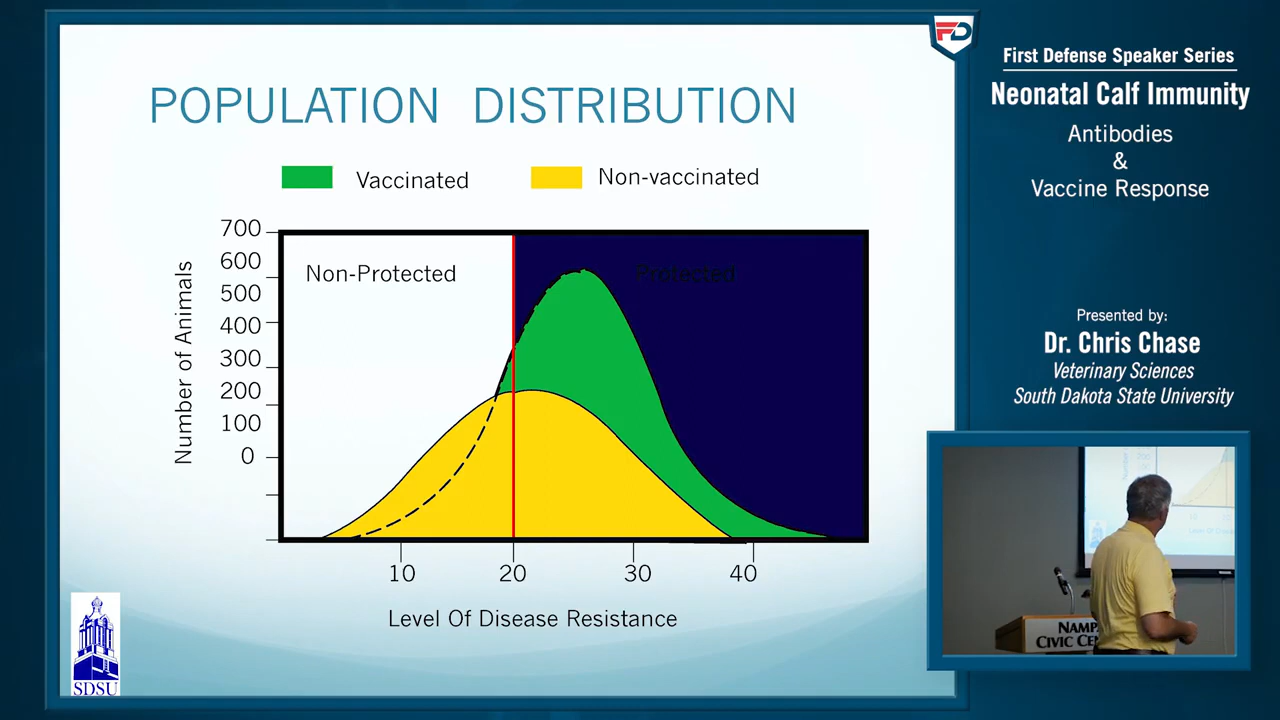 POPULATION DISTRIBUTION
Vaccinated
Non-vaccinated
700
600
500
400
300
200
100
0
Number of Animals
Non-Protected
Protected
10 20 30 40
Level Of Disease Resistance
SDSU
FD
First Defense Speaker Series
Neonatal Calf Immunity
Antibodies
&
Vaccine Response
Presented by:
Dr. Chris Chase
Veterinary Sciences
South Dakota State University
CIVIC